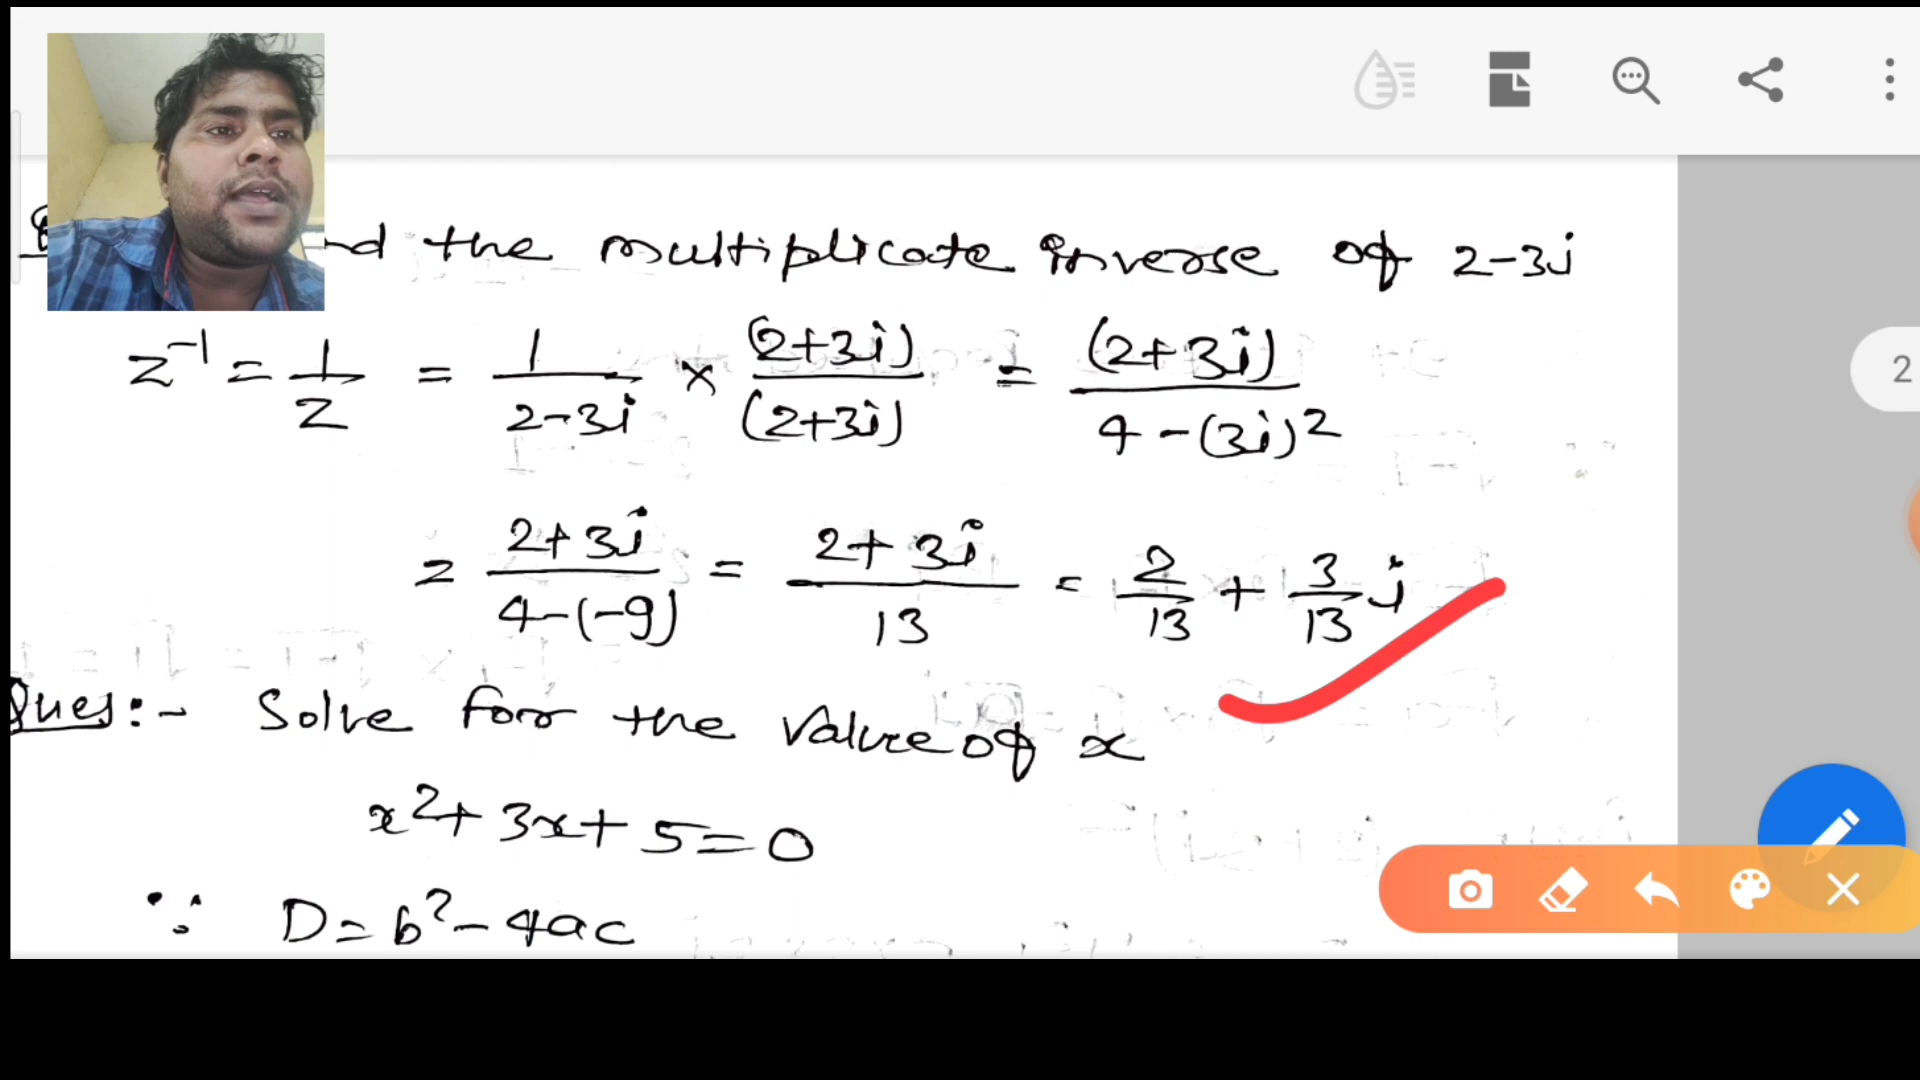 the multiplicate inverse of 2-3i
z⁻¹ = 1/z = 1/(2-3i) × (2+3i)/(2+3i) = (2+3i)/(4-(3i)²)
= (2+3i)/(4-(-9)) = (2+3i)/13 = 2/13 + 3/13 i
2
Ques:- Solve for the value of x
x² + 3x + 5 = 0
∵ D = b² - 4ac